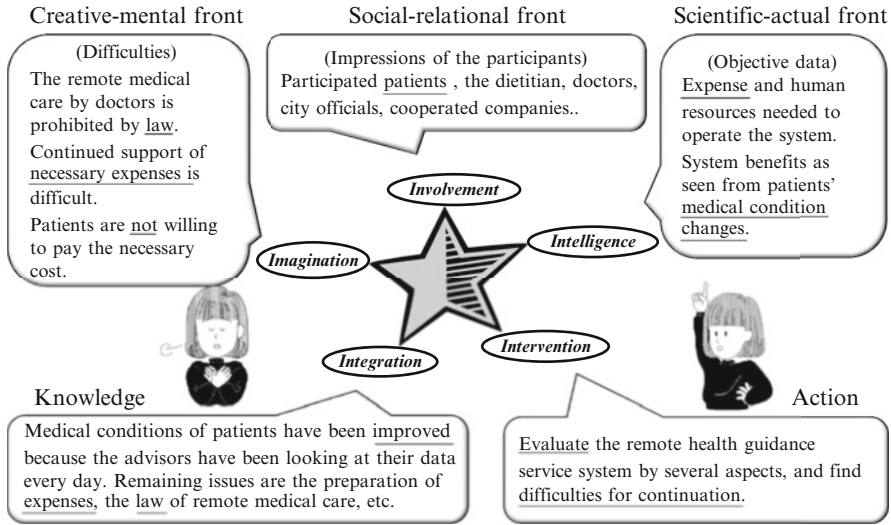 Creative-mental front
Social-relational front
Scientific-actual front
(Difficulties)
The remote medical
care by doctors is
prohibited by law.
Continued support of
necessary expenses is
difficult.
Patients are not willing
to pay the necessary
cost.
(Impressions of the participants)
Participated patients , the dietitian, doctors,
city officials, cooperated companies..
(Objective data)
Expense and human
resources needed to
operate the system.
System benefits as
seen from patients’
medical condition
changes.
Involvement
Imagination
Intelligence
Integration
Intervention
Knowledge
Action
Medical conditions of patients have been improved
because the advisors have been looking at their data
every day. Remaining issues are the preparation of
expenses, the law of remote medical care, etc.
Evaluate the remote health guidance
service system by several aspects, and find
difficulties for continuation.